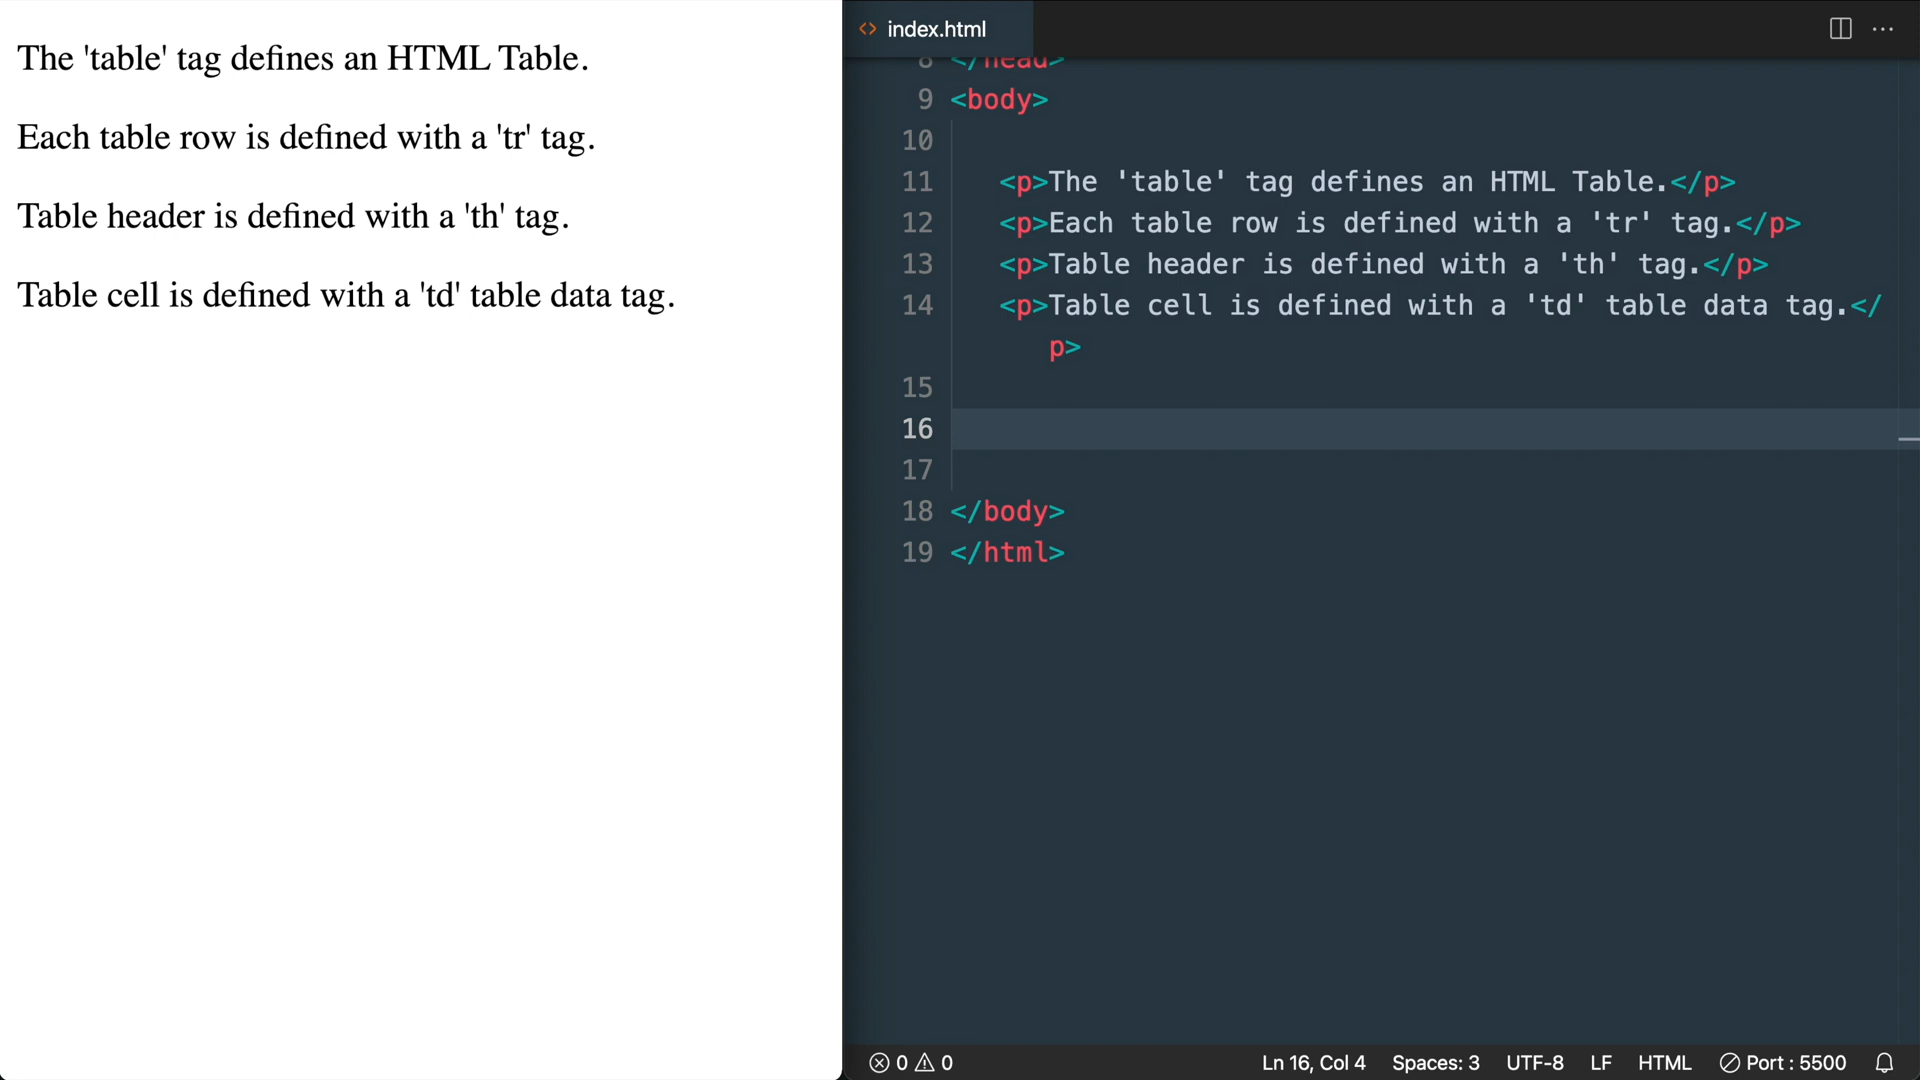 The 'table' tag defines an HTML Table.
Each table row is defined with a 'tr' tag.
Table header is defined with a 'th' tag.
Table cell is defined with a 'td' table data tag.
<> index.html
8 </head>
9 <body>
10
11 <p>The 'table' tag defines an HTML Table.</p>
12 <p>Each table row is defined with a 'tr' tag.</p>
13 <p>Table header is defined with a 'th' tag.</p>
14 <p>Table cell is defined with a 'td' table data tag.</
p>
15
16
17
18 </body>
19 </html>
0 0 Ln 16, Col 4 Spaces: 3 UTF-8 LF HTML Port : 5500